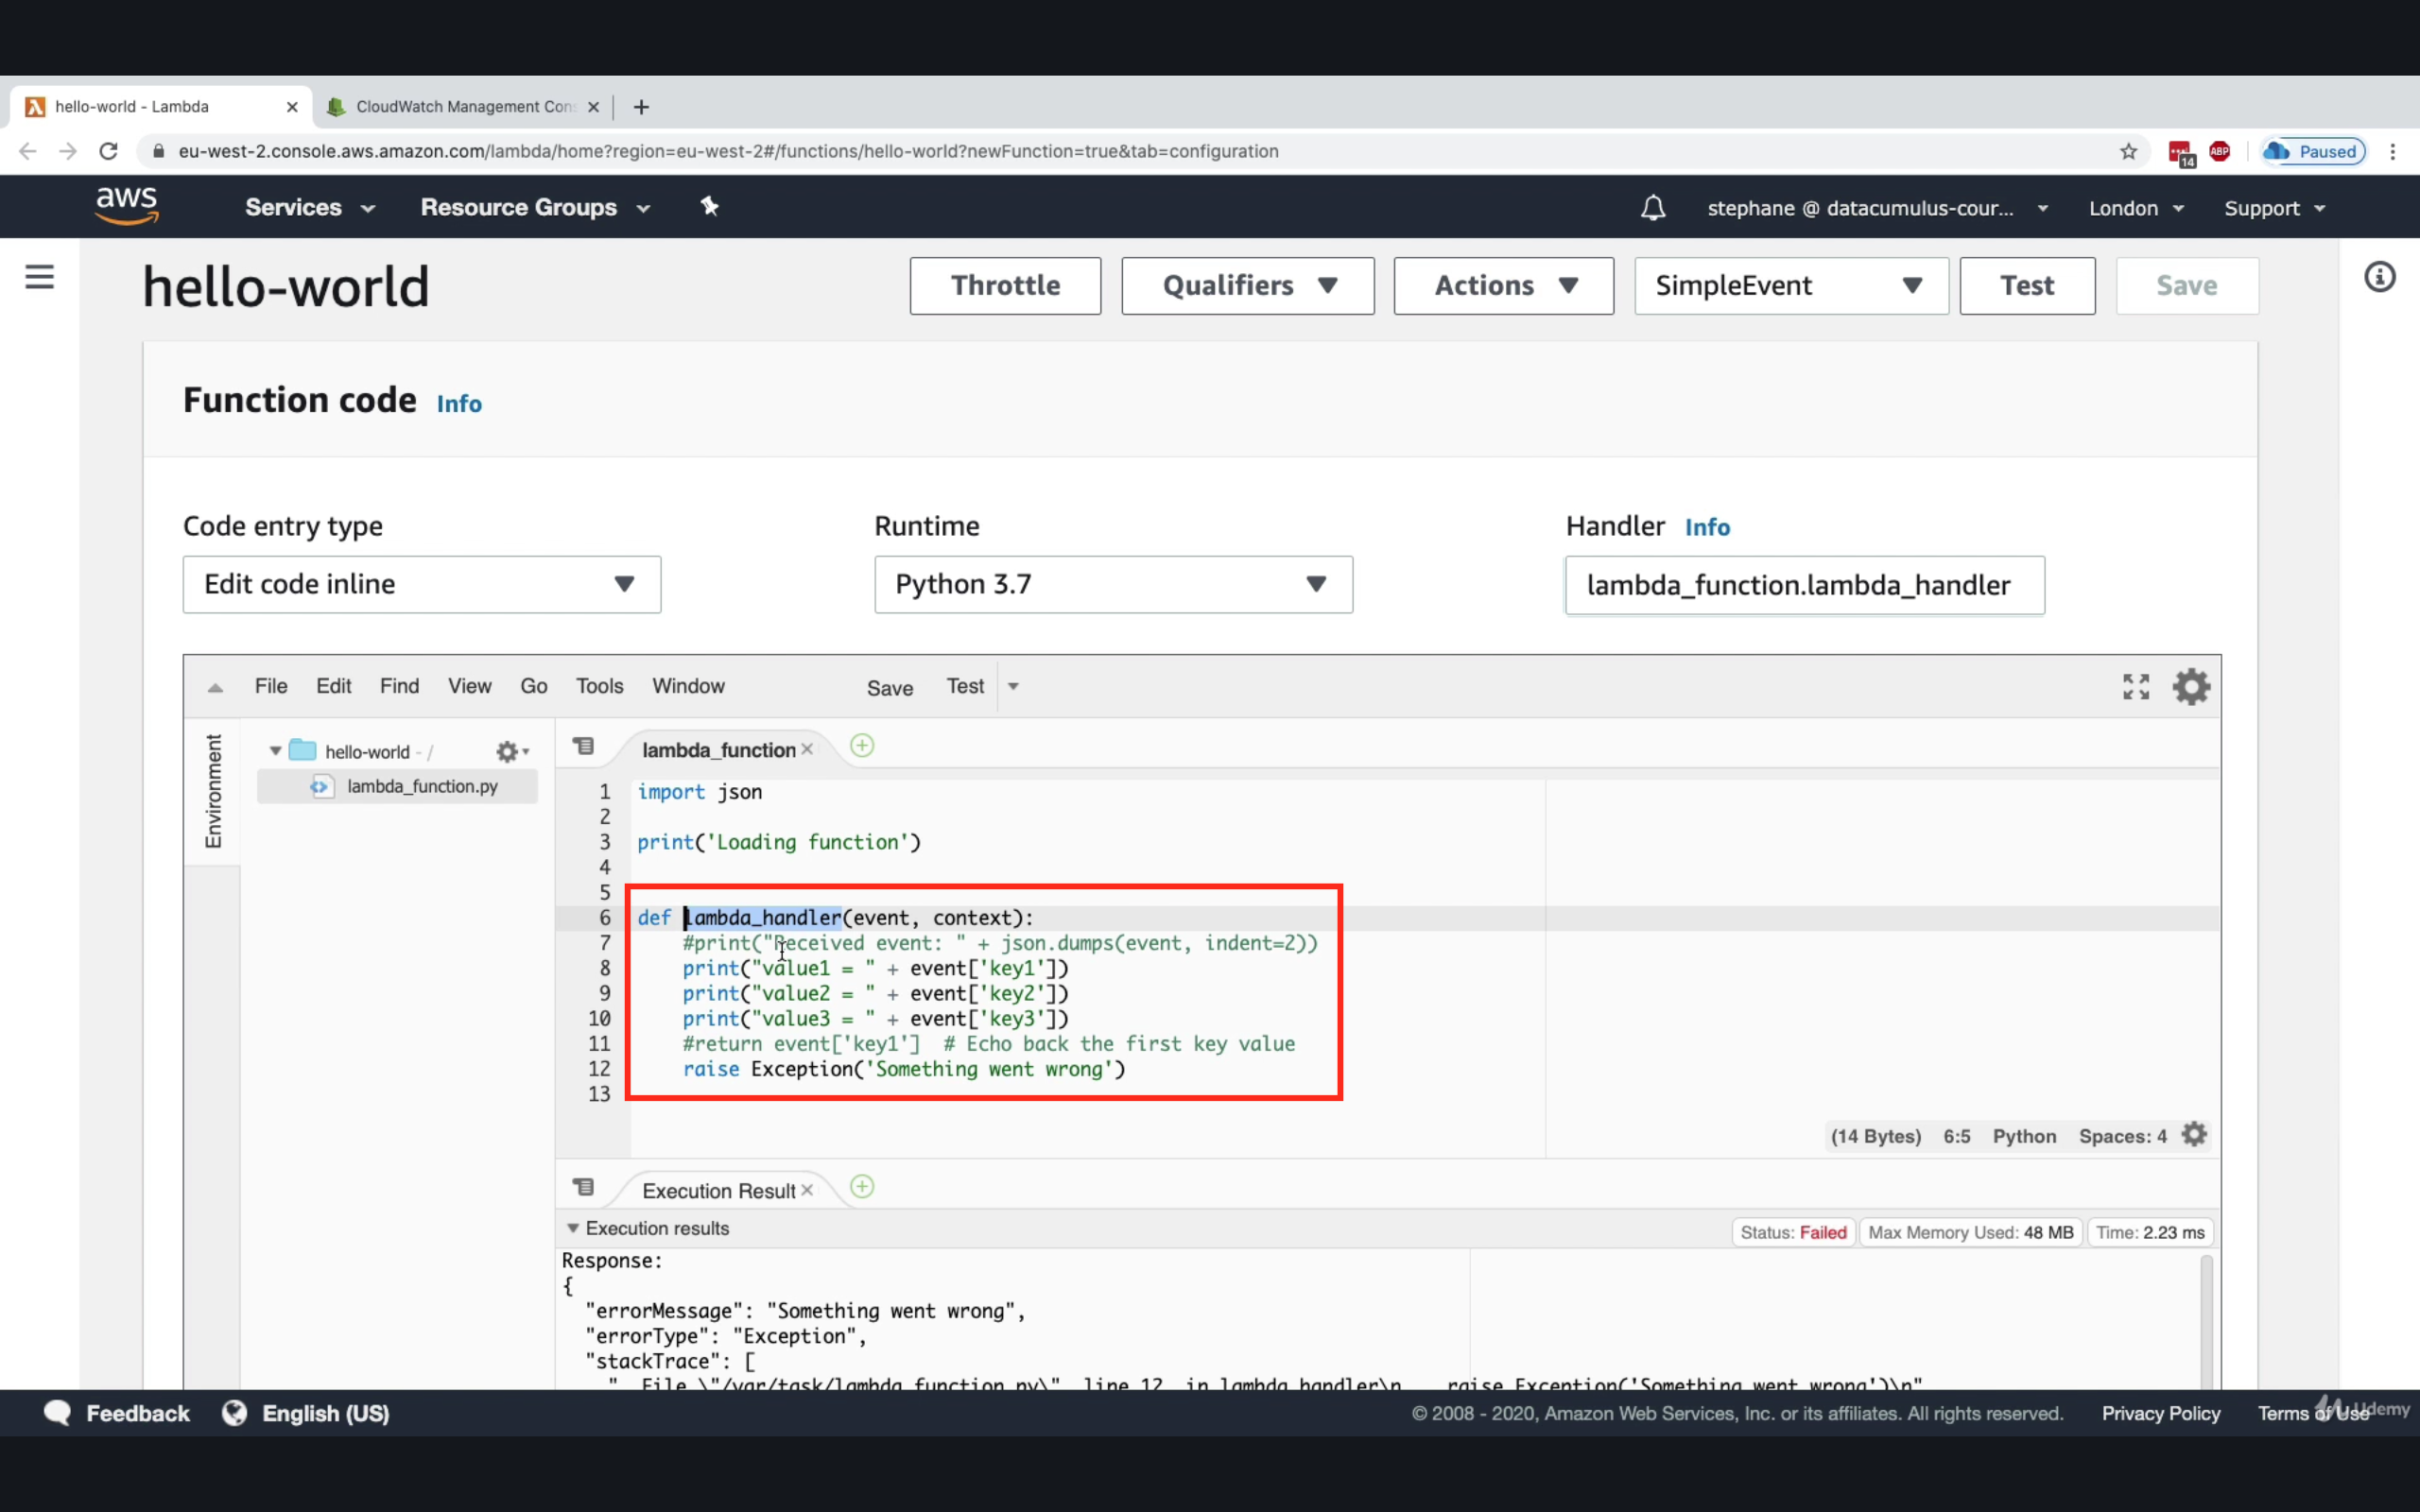 hello-world - Lambda
CloudWatch Management Cons
eu-west-2.console.aws.amazon.com/lambda/home?region=eu-west-2#/functions/hello-world?newFunction=true&tab=configuration
14
ABP
Paused
aws
Services
Resource Groups
stephane @ datacumulus-cour...
London
Support
hello-world
Throttle
Qualifiers
Actions
SimpleEvent
Test
Save
Function code Info
Code entry type
Runtime
Handler Info
Edit code inline
Python 3.7
lambda_function.lambda_handler
File Edit Find View Go Tools Window Save Test
Environment
hello-world - /
lambda_function.py
lambda_function
1 import json
2
3 print('Loading function')
4
5
6 def lambda_handler(event, context):
7 #print("Received event: " + json.dumps(event, indent=2))
8 print("value1 = " + event['key1'])
9 print("value2 = " + event['key2'])
10 print("value3 = " + event['key3'])
11 #return event['key1']  # Echo back the first key value
12 raise Exception('Something went wrong')
13
(14 Bytes) 6:5 Python Spaces: 4
Execution Result
Execution results
Status: Failed
Max Memory Used: 48 MB
Time: 2.23 ms
Response:
{
"errorMessage": "Something went wrong",
"errorType": "Exception",
"stackTrace": [
"  File \"/var/task/lambda_function.py\", line 12, in lambda_handler\n    raise Exception('Something went wrong')\n"
Feedback
English (US)
© 2008 - 2020, Amazon Web Services, Inc. or its affiliates. All rights reserved.
Privacy Policy
Terms of Use
Udemy